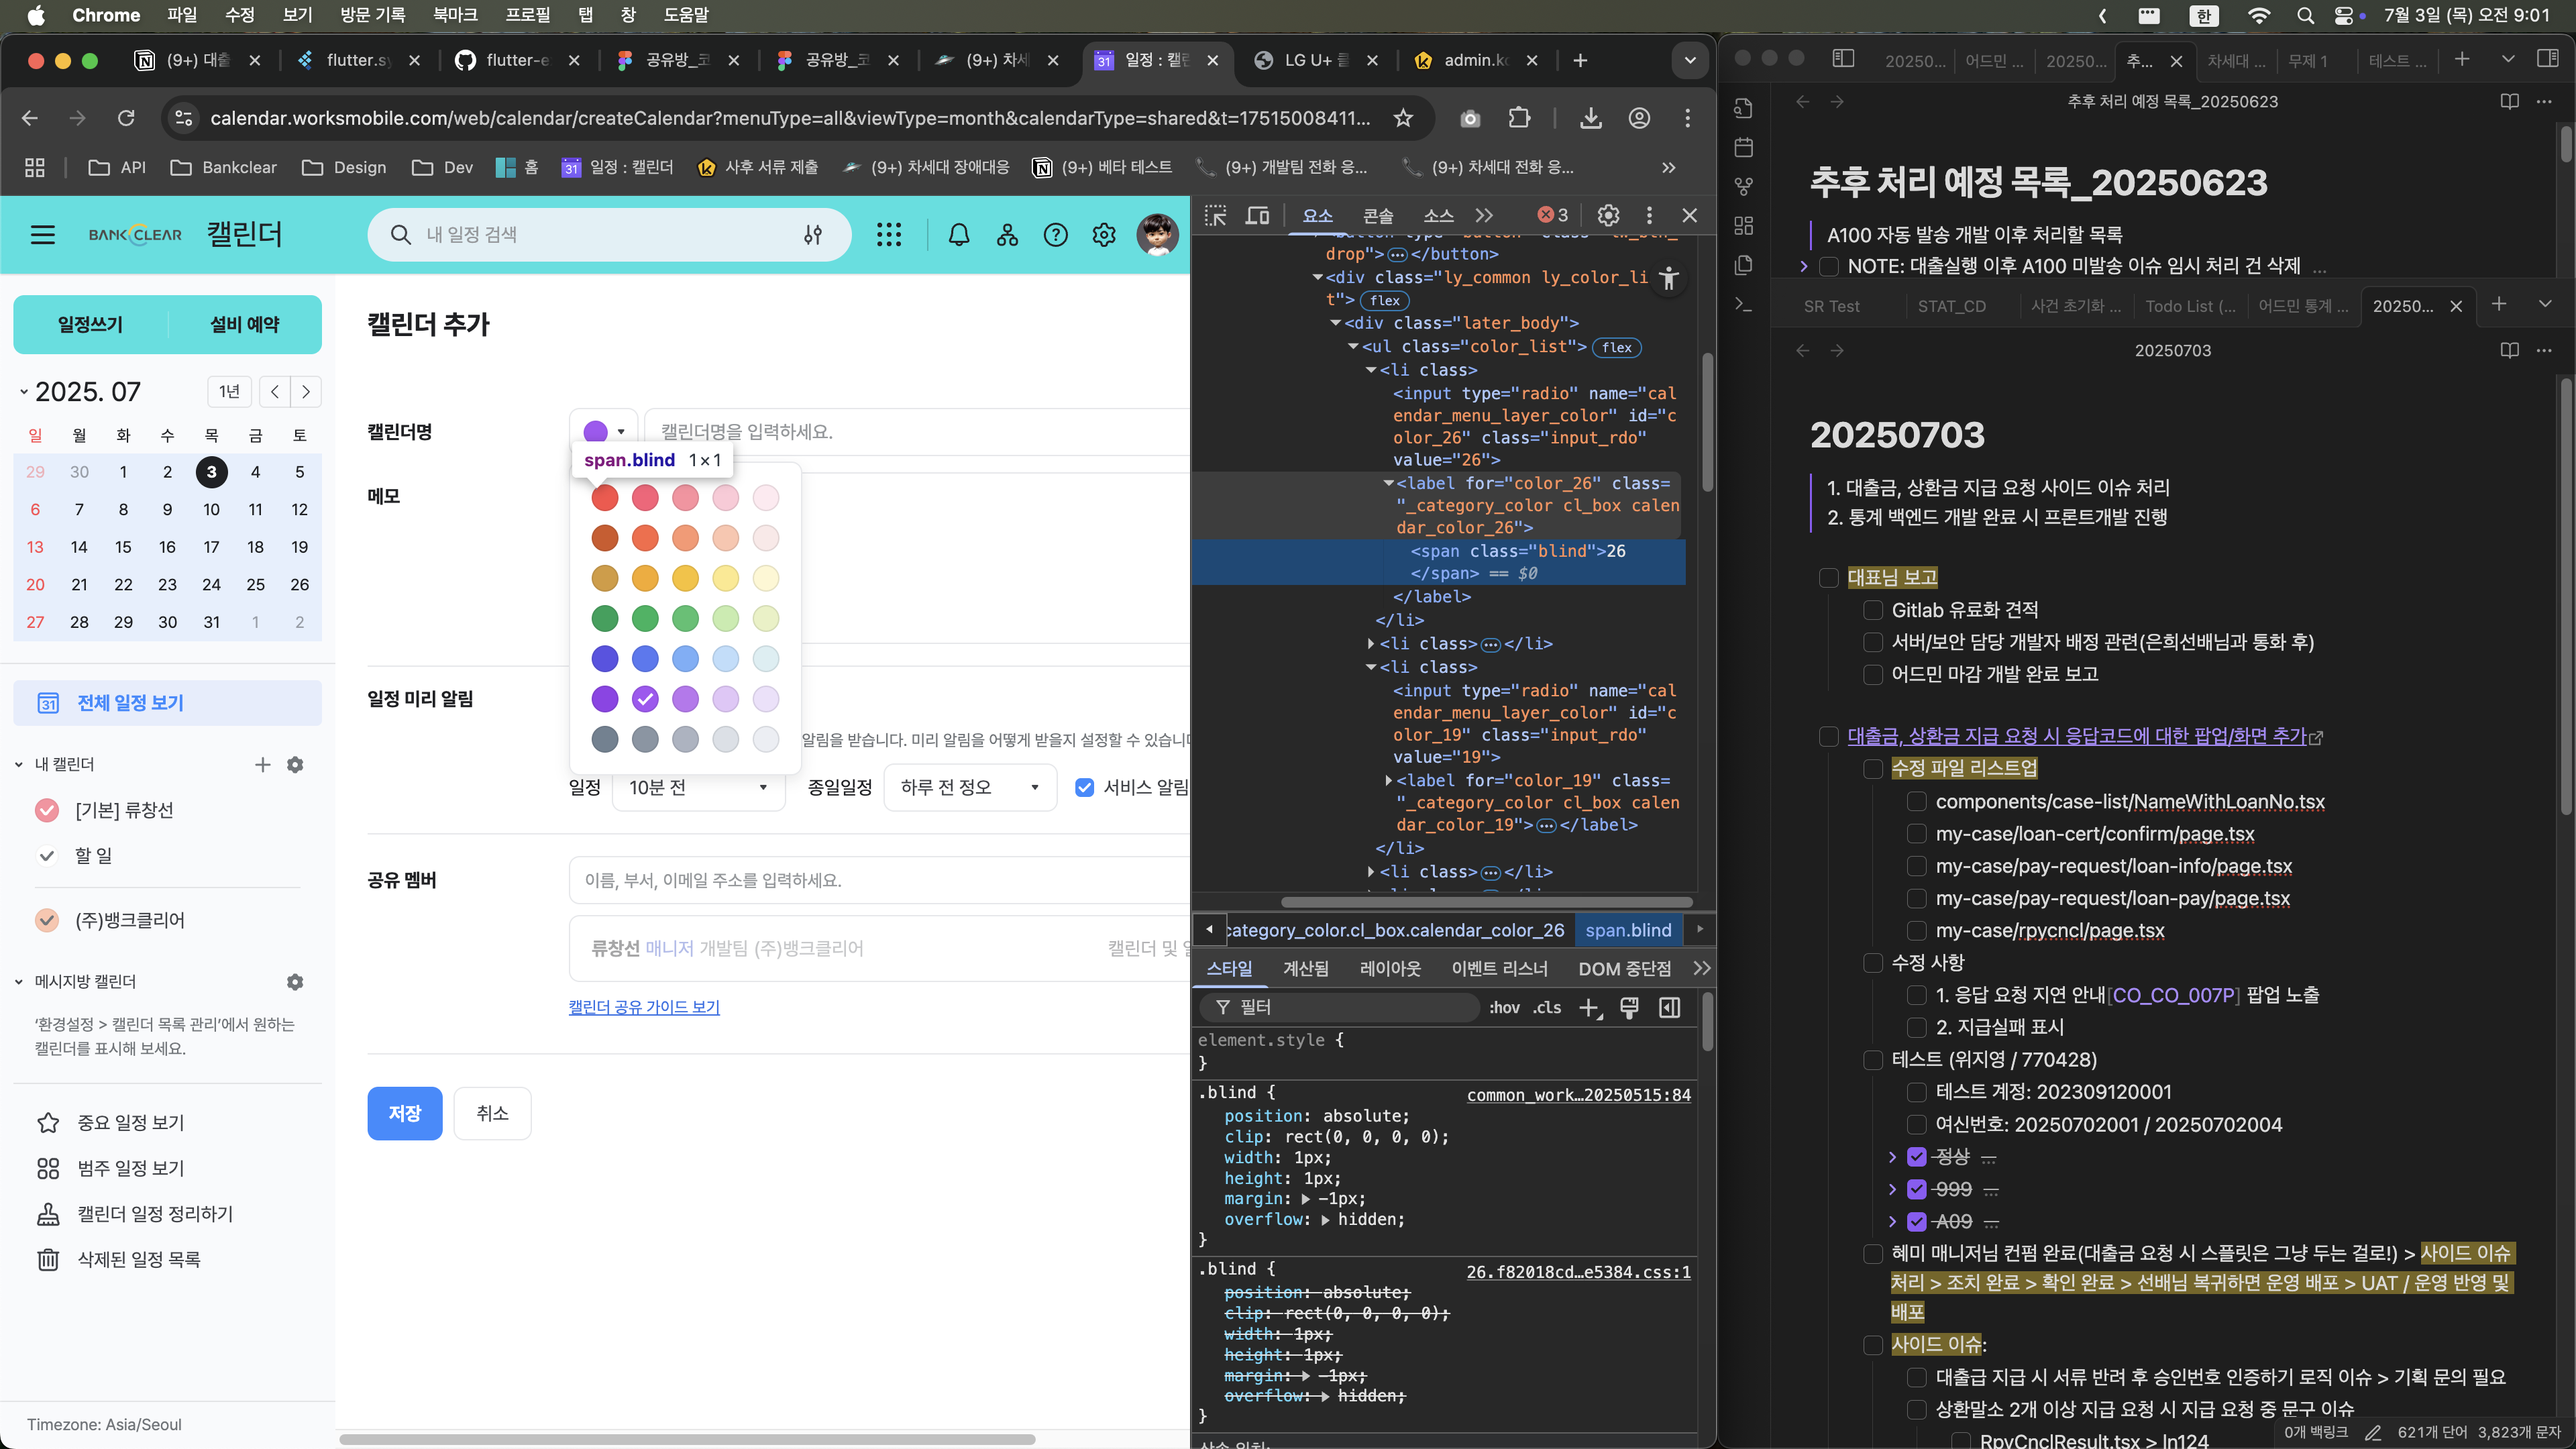 Chrome 파일 수정 보기 방문 기록 북마크 프로필 탭 창 도움말 한 7월 3일 (목) 오전 9:01
(9+) 대출 flutter.sy flutter-e 공유방_코 공유방_코 (9+) 차세 일정 : 캘린 LG U+ 클 admin.ko
calendar.worksmobile.com/web/calendar/createCalendar?menuType=all&viewType=month&calendarType=shared&t=17515008411...
API Bankclear Design Dev 홈 일정 : 캘린더 사후 서류 제출 (9+) 차세대 장애대응 (9+) 베타 테스트 (9+) 개발팀 전화 응... (9+) 차세대 전화 응...
BANKCLEAR 캘린더 내 일정 검색
일정쓰기 설비 예약
2025. 07 1년
일 월 화 수 목 금 토
29 30 1 2 3 4 5
6 7 8 9 10 11 12
13 14 15 16 17 18 19
20 21 22 23 24 25 26
27 28 29 30 31 1 2
전체 일정 보기
내 캘린더
[기본] 류창선
할 일
(주)뱅크클리어
메시지방 캘린더
'환경설정 > 캘린더 목록 관리'에서 원하는
캘린더를 표시해 보세요.
중요 일정 보기
범주 일정 보기
캘린더 일정 정리하기
삭제된 일정 목록
Timezone: Asia/Seoul
캘린더 추가
캘린더명 캘린더명을 입력하세요.
span.blind 1×1
메모
일정 미리 알림
알림을 받습니다. 미리 알림을 어떻게 받을지 설정할 수 있습니다
일정 10분 전 종일일정 하루 전 정오 서비스 알림
공유 멤버 이름, 부서, 이메일 주소를 입력하세요.
류창선 매니저 개발팀 (주)뱅크클리어 캘린더 및 일
캘린더 공유 가이드 보기
저장 취소
요소 콘솔 소스 3
drop">…</button>
<div class="ly_common ly_color_li
t"> flex
<div class="later_body">
<ul class="color_list"> flex
<li class>
<input type="radio" name="cal
endar_menu_layer_color" id="c
olor_26" class="input_rdo"
value="26">
<label for="color_26" class=
"_category_color cl_box calen
dar_color_26">
<span class="blind">26
</span> == $0
</label>
</li>
<li class>…</li>
<li class>
<input type="radio" name="cal
endar_menu_layer_color" id="c
olor_19" class="input_rdo"
value="19">
<label for="color_19" class=
"_category_color cl_box calen
dar_color_19">…</label>
</li>
<li class>…</li>
category_color.cl_box.calendar_color_26 span.blind
스타일 계산됨 레이아웃 이벤트 리스너 DOM 중단점
필터 :hov .cls
element.style {
}
.blind { common_work…20250515:84
position: absolute;
clip: rect(0, 0, 0, 0);
width: 1px;
height: 1px;
margin: -1px;
overflow: hidden;
}
.blind { 26.f82018cd…e5384.css:1
position: absolute;
clip: rect(0, 0, 0, 0);
width: 1px;
height: 1px;
margin: -1px;
overflow: hidden;
}
20250... 어드민 ... 20250... 추... 차세대 ... 무제 1 테스트 ...
추후 처리 예정 목록_20250623
추후 처리 예정 목록_20250623
A100 자동 발송 개발 이후 처리할 목록
NOTE: 대출실행 이후 A100 미발송 이슈 임시 처리 건 삭제 ...
SR Test STAT_CD 사건 초기화 ... Todo List (... 어드민 통계 ... 20250...
20250703
20250703
1. 대출금, 상환금 지급 요청 사이드 이슈 처리
2. 통계 백엔드 개발 완료 시 프론트개발 진행
대표님 보고
Gitlab 유료화 견적
서버/보안 담당 개발자 배정 관련(은희선배님과 통화 후)
어드민 마감 개발 완료 보고
대출금, 상환금 지급 요청 시 응답코드에 대한 팝업/화면 추가
수정 파일 리스트업
components/case-list/NameWithLoanNo.tsx
my-case/loan-cert/confirm/page.tsx
my-case/pay-request/loan-info/page.tsx
my-case/pay-request/loan-pay/page.tsx
my-case/rpycncl/page.tsx
수정 사항
1. 응답 요청 지연 안내[CO_CO_007P] 팝업 노출
2. 지급실패 표시
테스트 (위지영 / 770428)
테스트 계정: 202309120001
여신번호: 20250702001 / 20250702004
정상 ...
999 ...
A09 ...
혜미 매니저님 컨펌 완료(대출금 요청 시 스플릿은 그냥 두는 걸로!) > 사이드 이슈
처리 > 조치 완료 > 확인 완료 > 선배님 복귀하면 운영 배포 > UAT / 운영 반영 및
배포
사이드 이슈:
대출급 지급 시 서류 반려 후 승인번호 인증하기 로직 이슈 > 기획 문의 필요
상환말소 2개 이상 지급 요청 시 지급 요청 중 문구 이슈
RpyCnclResult.tsx > ln124
0개 백링크 621개 단어 3,823개 문자